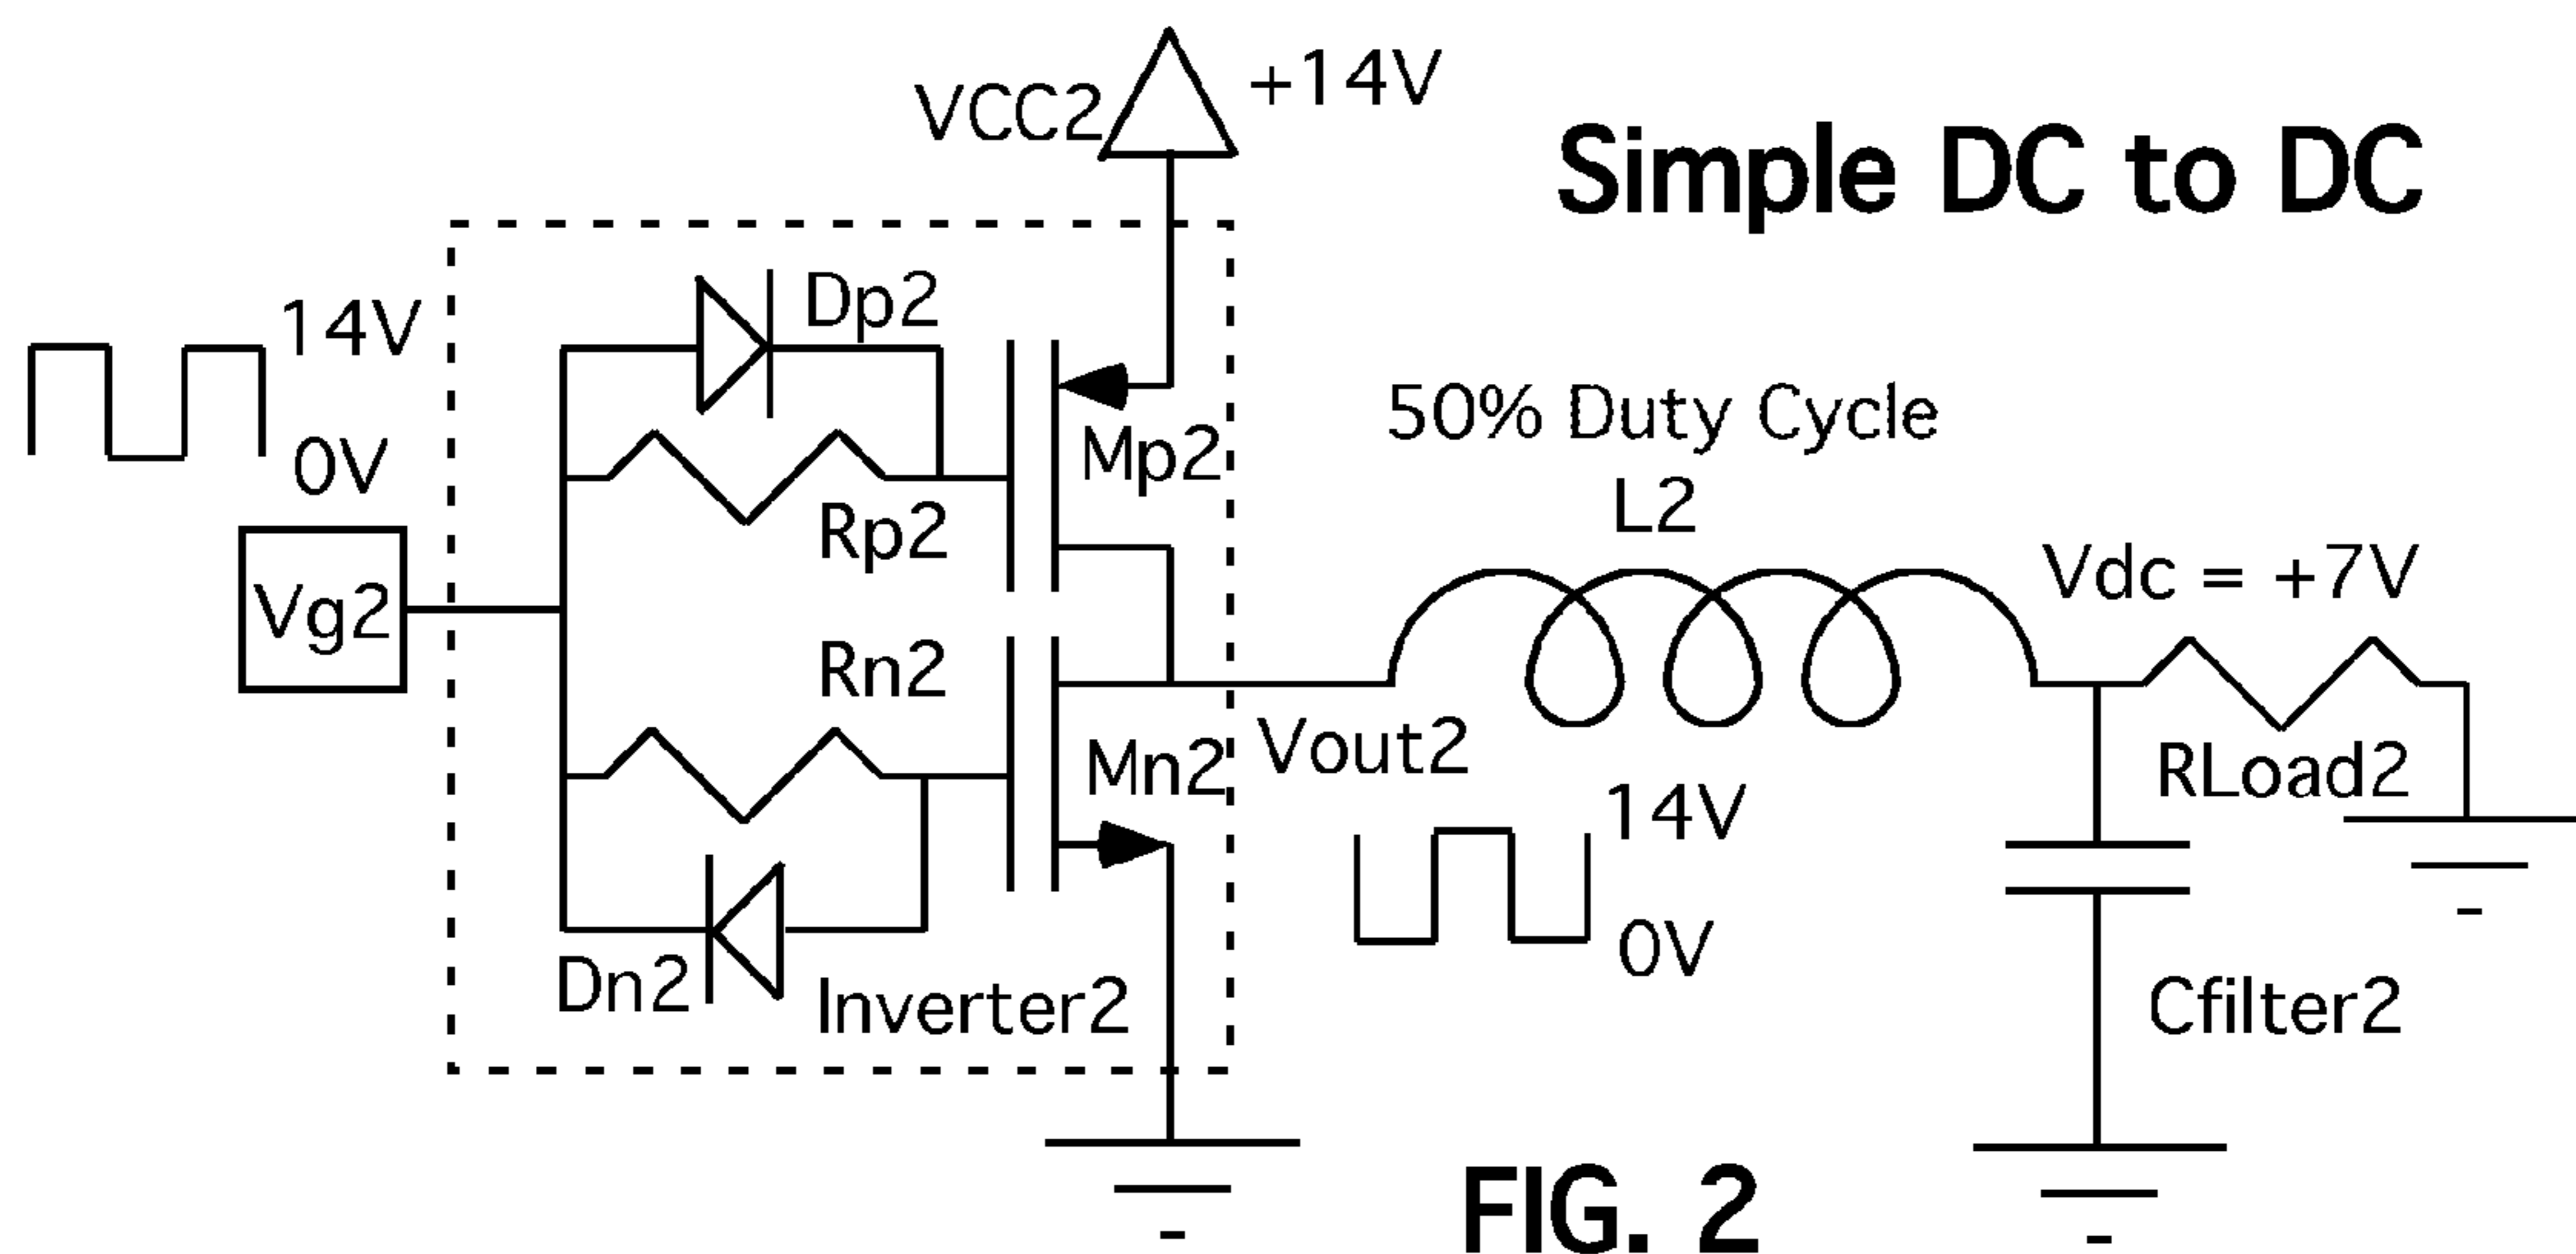 VCC2
+14V
Simple DC to DC
Dp2
14V
0V
Mp2
50% Duty Cycle
L2
Rp2
Vg2
Vdc = +7V
Rn2
Mn2
Vout2
RLoad2
14V
0V
Dn2
Inverter2
Cfilter2
FIG. 2